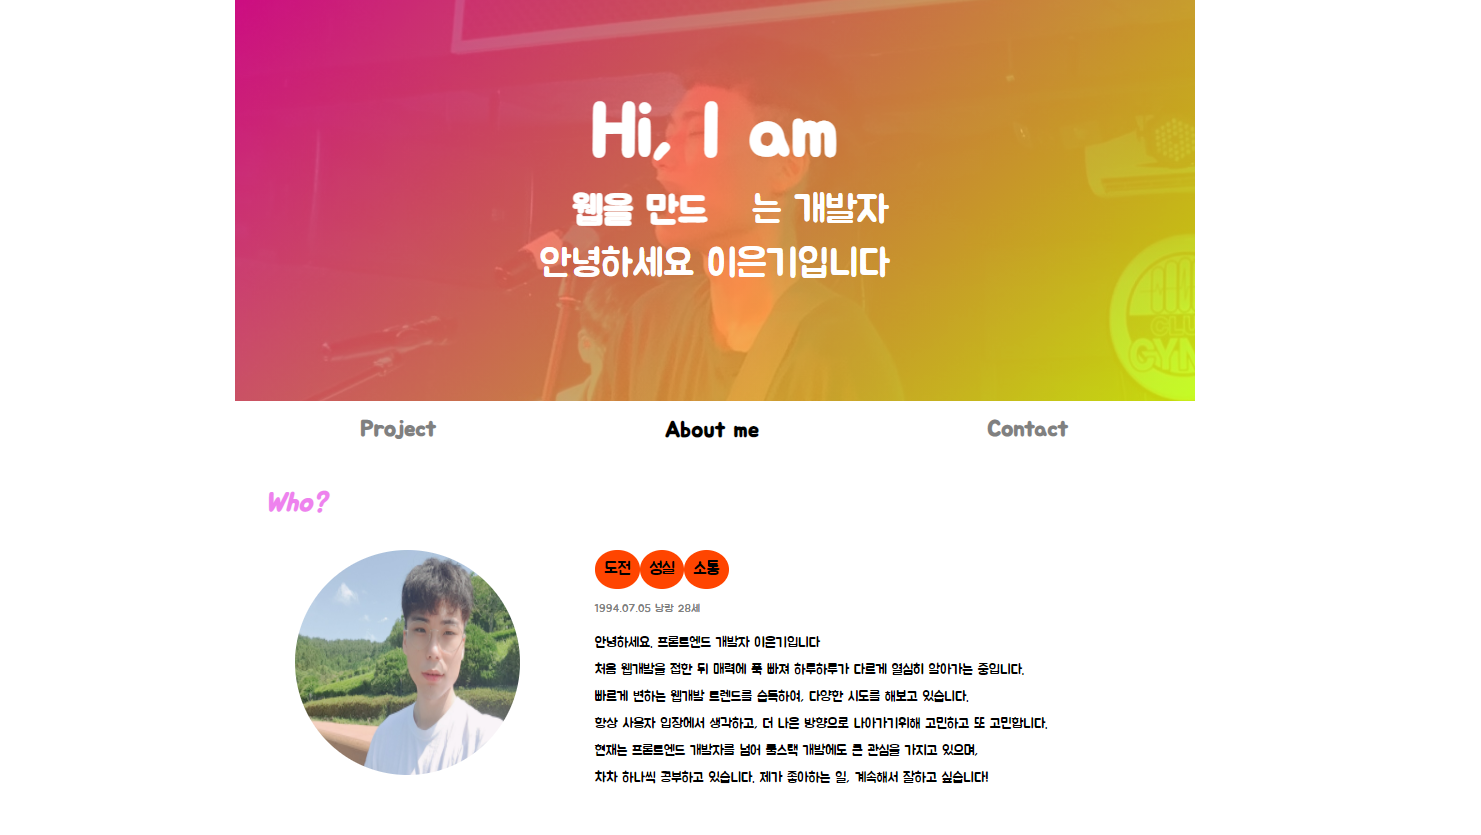 Hi, I am
웹을 만드 는 개발자
안녕하세요 이은기입니다
Project About me Contact
Who?
도전 성실 소통
1994.07.05 낭랑 28세
안녕하세요. 프론트엔드 개발자 이은기입니다
처음 웹개발을 접한 뒤 매력에 푹 빠져 하루하루가 다르게 열심히 알아가는 중입니다.
빠르게 변하는 웹개발 트렌드를 습득하여, 다양한 시도를 해보고 있습니다.
항상 사용자 입장에서 생각하고, 더 나은 방향으로 나아가기위해 고민하고 또 고민합니다.
현재는 프론트엔드 개발자를 넘어 풀스택 개발에도 큰 관심을 가지고 있으며,
차차 하나씩 공부하고 있습니다. 제가 좋아하는 일, 계속해서 잘하고 싶습니다!